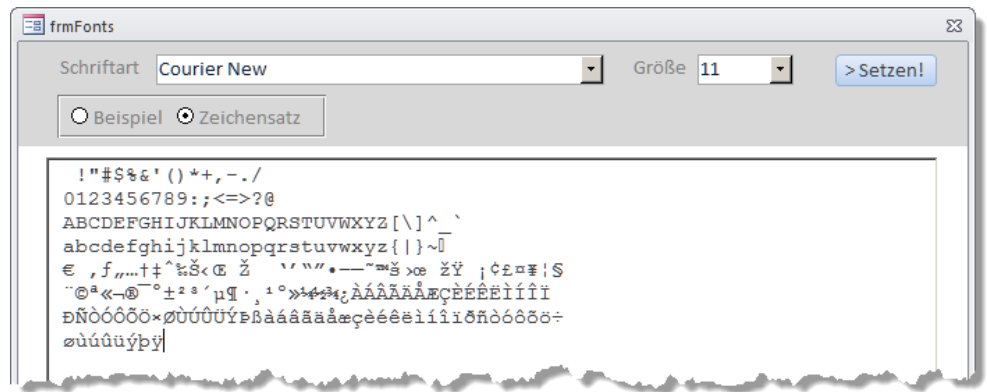 frmFonts
Schriftart Courier New Größe 11 > Setzen!
Beispiel Zeichensatz
!"#$%&'()*+,-./
0123456789:;<=>?@
ABCDEFGHIJKLMNOPQRSTUVWXYZ[\]^_`
abcdefghijklmnopqrstuvwxyz{|}~
€ ‚ƒ„…†‡ˆ‰Š‹Œ Ž ‘’“”•–—˜™š›œ žŸ ¡¢£¤¥¦§
¨©ª«¬®¯°±²³´µ¶·¸¹º»¼½¾¿ÀÁÂÃÄÅÆÇÈÉÊËÌÍÎÏ
ÐÑÒÓÔÕÖ×ØÙÚÛÜÝÞßàáâãäåæçèéêëìíîïðñòóôõö÷
øùúûüýþÿ